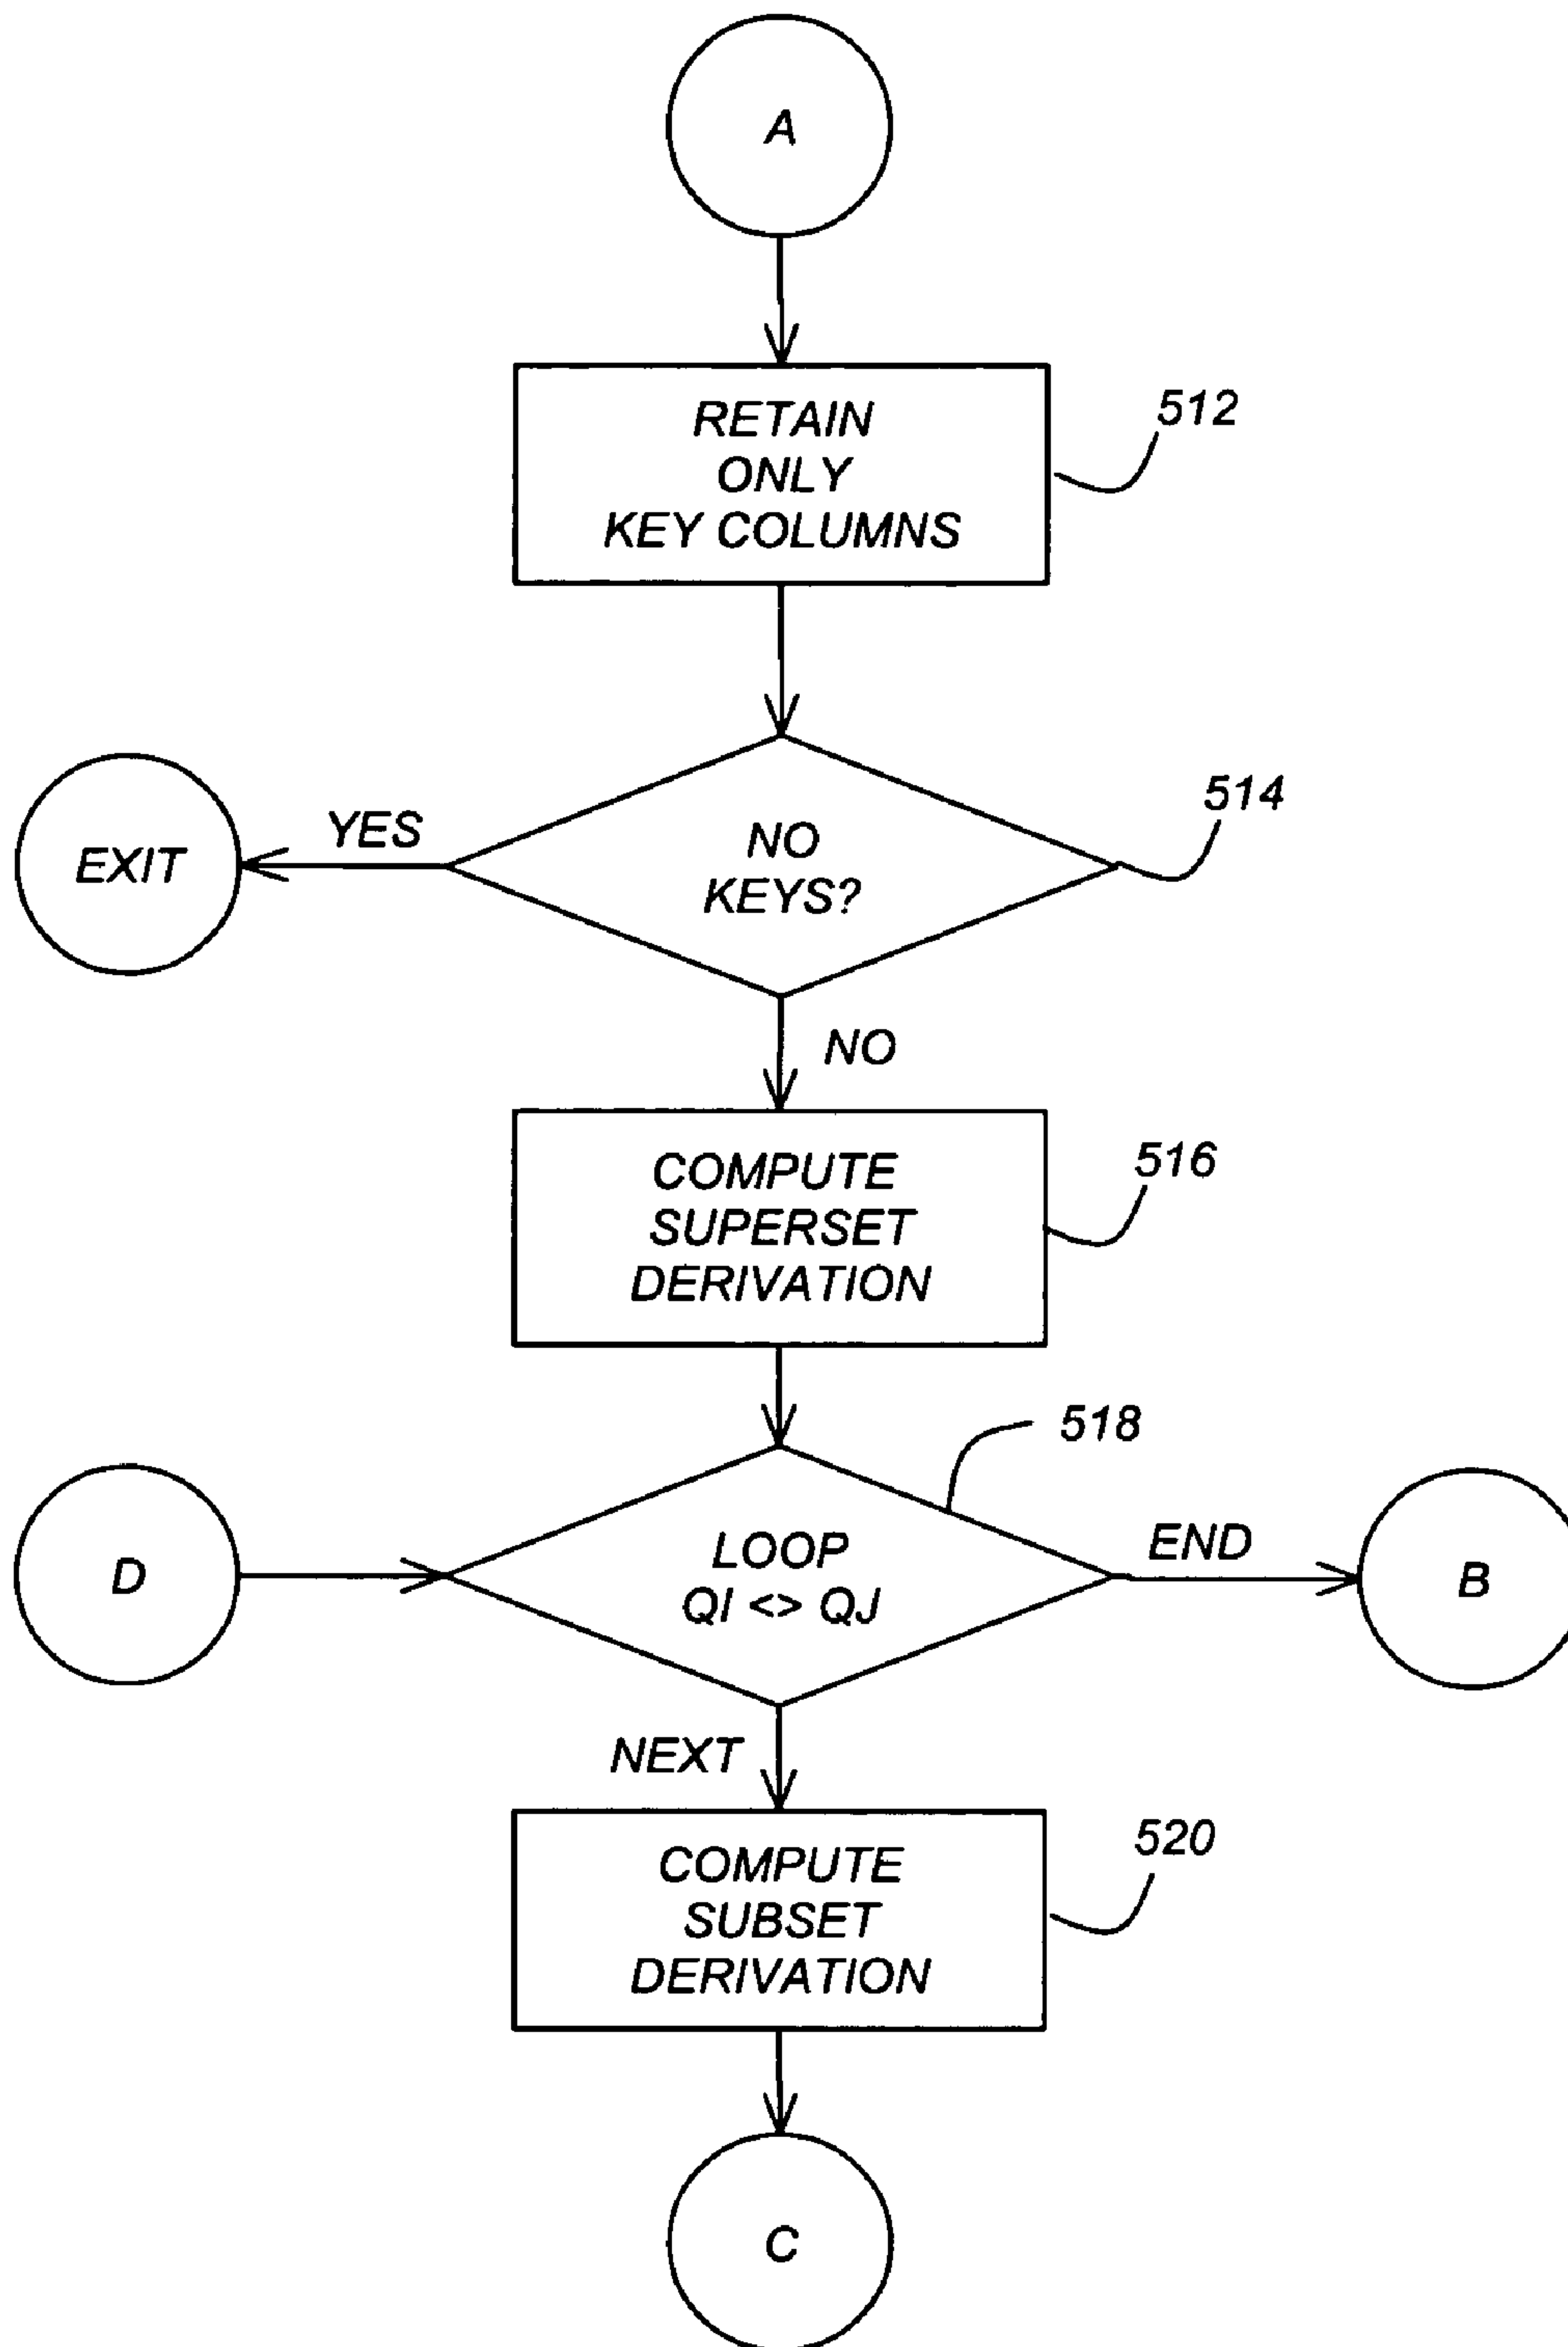 A
RETAIN
ONLY
KEY COLUMNS
512
514
YES
EXIT
NO
KEYS?
NO
COMPUTE
SUPERSET
DERIVATION
516
518
D
LOOP
QI <> QJ
END
B
NEXT
COMPUTE
SUBSET
DERIVATION
520
C